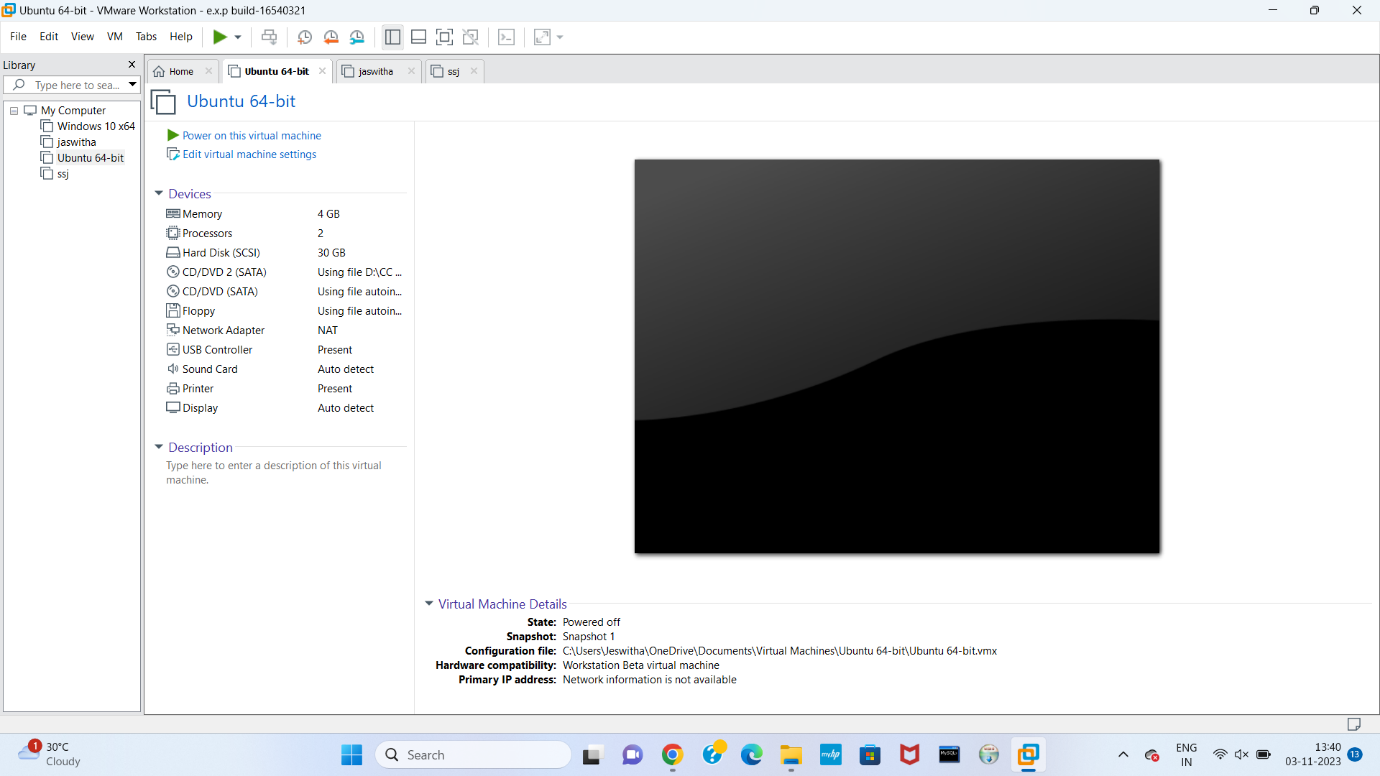 Ubuntu 64-bit - VMware Workstation - e.x.p build-16540321
File Edit View VM Tabs Help
Library
Type here to sea...
My Computer
Windows 10 x64
jaswitha
Ubuntu 64-bit
ssj
Home Ubuntu 64-bit jaswitha ssj
Ubuntu 64-bit
Power on this virtual machine
Edit virtual machine settings
Devices
Memory 4 GB
Processors 2
Hard Disk (SCSI) 30 GB
CD/DVD 2 (SATA) Using file D:\CC ...
CD/DVD (SATA) Using file autoin...
Floppy Using file autoin...
Network Adapter NAT
USB Controller Present
Sound Card Auto detect
Printer Present
Display Auto detect
Description
Type here to enter a description of this virtual
machine.
Virtual Machine Details
State: Powered off
Snapshot: Snapshot 1
Configuration file: C:\Users\Jeswitha\OneDrive\Documents\Virtual Machines\Ubuntu 64-bit\Ubuntu 64-bit.vmx
Hardware compatibility: Workstation Beta virtual machine
Primary IP address: Network information is not available
1
30°C
Cloudy
Search
myhp
MySQL
ENG
IN
13:40
03-11-2023
13